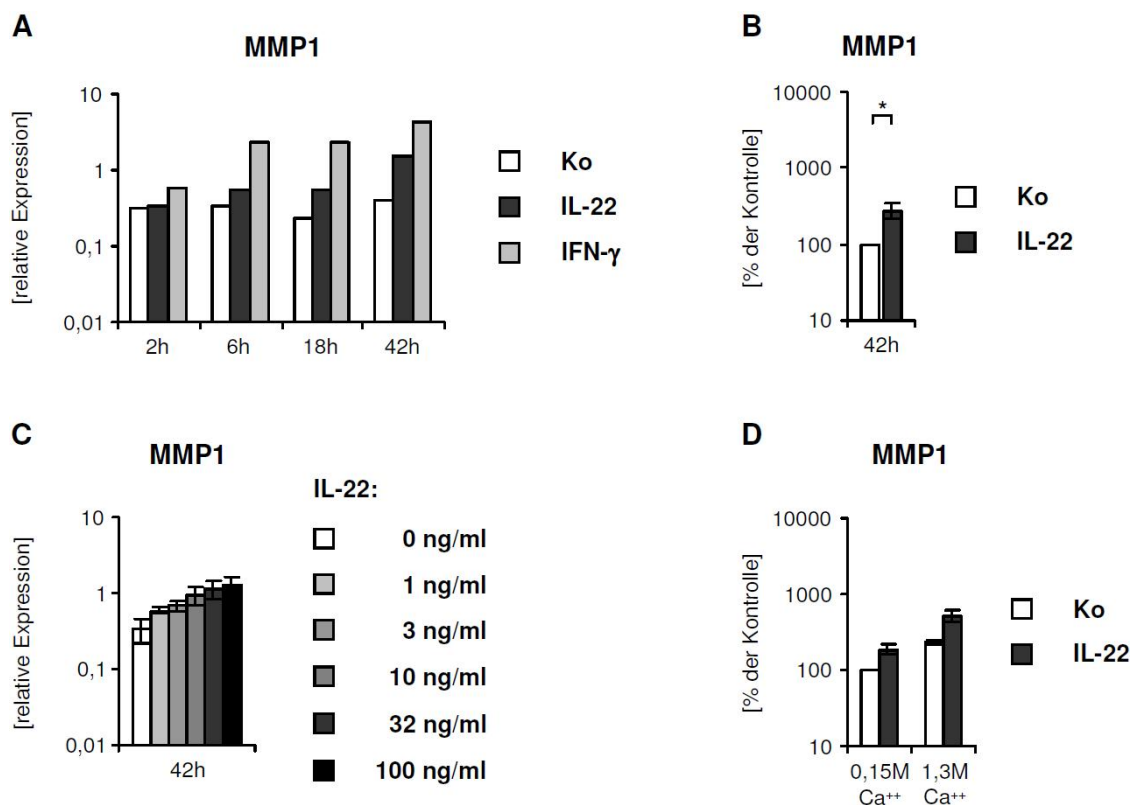 A
MMP1
[relative Expression]
10
1
0,1
0,01
2h
6h
18h
42h
Ko
IL-22
IFN-γ
B
MMP1
[% der Kontrolle]
10000
1000
100
10
*
42h
Ko
IL-22
C
MMP1
[relative Expression]
10
1
0,1
0,01
42h
IL-22:
0 ng/ml
1 ng/ml
3 ng/ml
10 ng/ml
32 ng/ml
100 ng/ml
D
MMP1
[% der Kontrolle]
10000
1000
100
10
0,15M
Ca⁺⁺
1,3M
Ca⁺⁺
Ko
IL-22